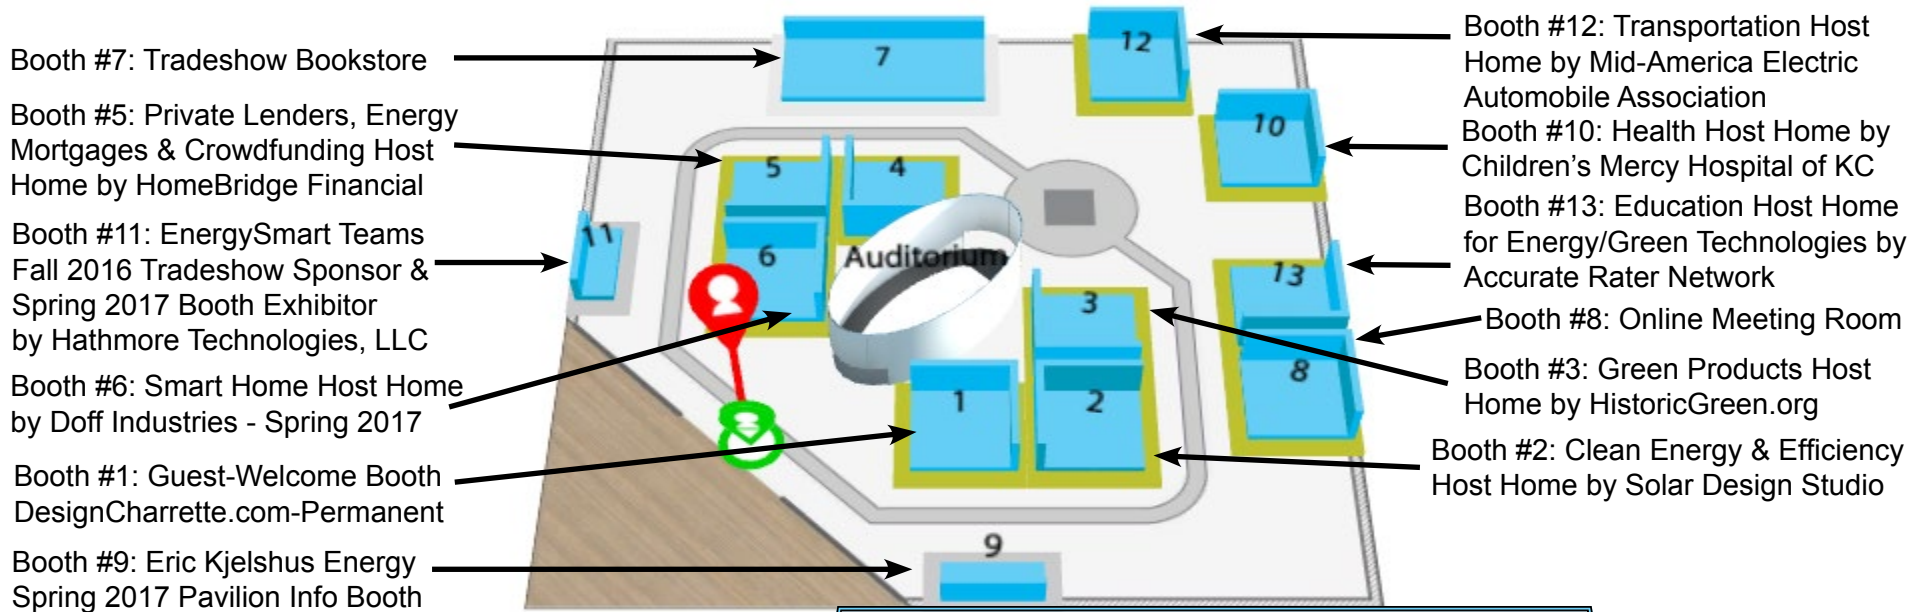 Booth #7: Tradeshow Bookstore
Booth #5: Private Lenders, Energy
Mortgages & Crowdfunding Host
Home by HomeBridge Financial
Booth #11: EnergySmart Teams
Fall 2016 Tradeshow Sponsor &
Spring 2017 Booth Exhibitor
by Hathmore Technologies, LLC
Booth #6: Smart Home Host Home
by Doff Industries - Spring 2017
Booth #1: Guest-Welcome Booth
DesignCharrette.com-Permanent
Booth #9: Eric Kjelshus Energy
Spring 2017 Pavilion Info Booth
7
12
10
5
4
11
6
Auditorium
13
3
8
1
2
9
Booth #12: Transportation Host
Home by Mid-America Electric
Automobile Association
Booth #10: Health Host Home by
Children’s Mercy Hospital of KC
Booth #13: Education Host Home
for Energy/Green Technologies by
Accurate Rater Network
Booth #8: Online Meeting Room
Booth #3: Green Products Host
Home by HistoricGreen.org
Booth #2: Clean Energy & Efficiency
Host Home by Solar Design Studio